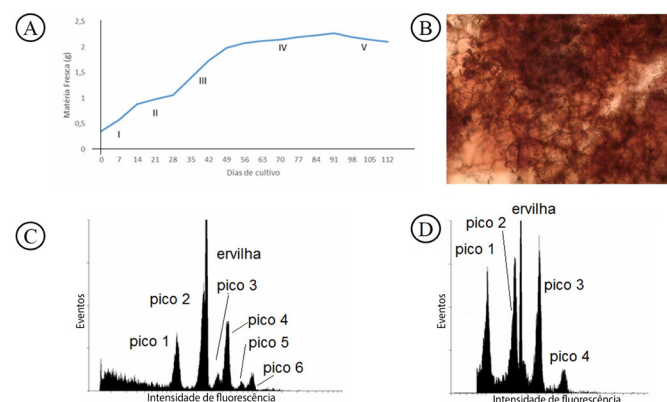 A
Matéria Fresca (g)
2,5
2
1,5
1
0,5
0
I
II
III
IV
V
0 7 14 21 28 35 42 49 56 63 70 77 84 91 98 105 112
Dias de cultivo
B
C
Eventos
pico 1
pico 2
ervilha
pico 3
pico 4
pico 5
pico 6
Intensidade de fluorescência
D
Eventos
pico 1
pico 2
ervilha
pico 3
pico 4
Intensidade de fluorescência